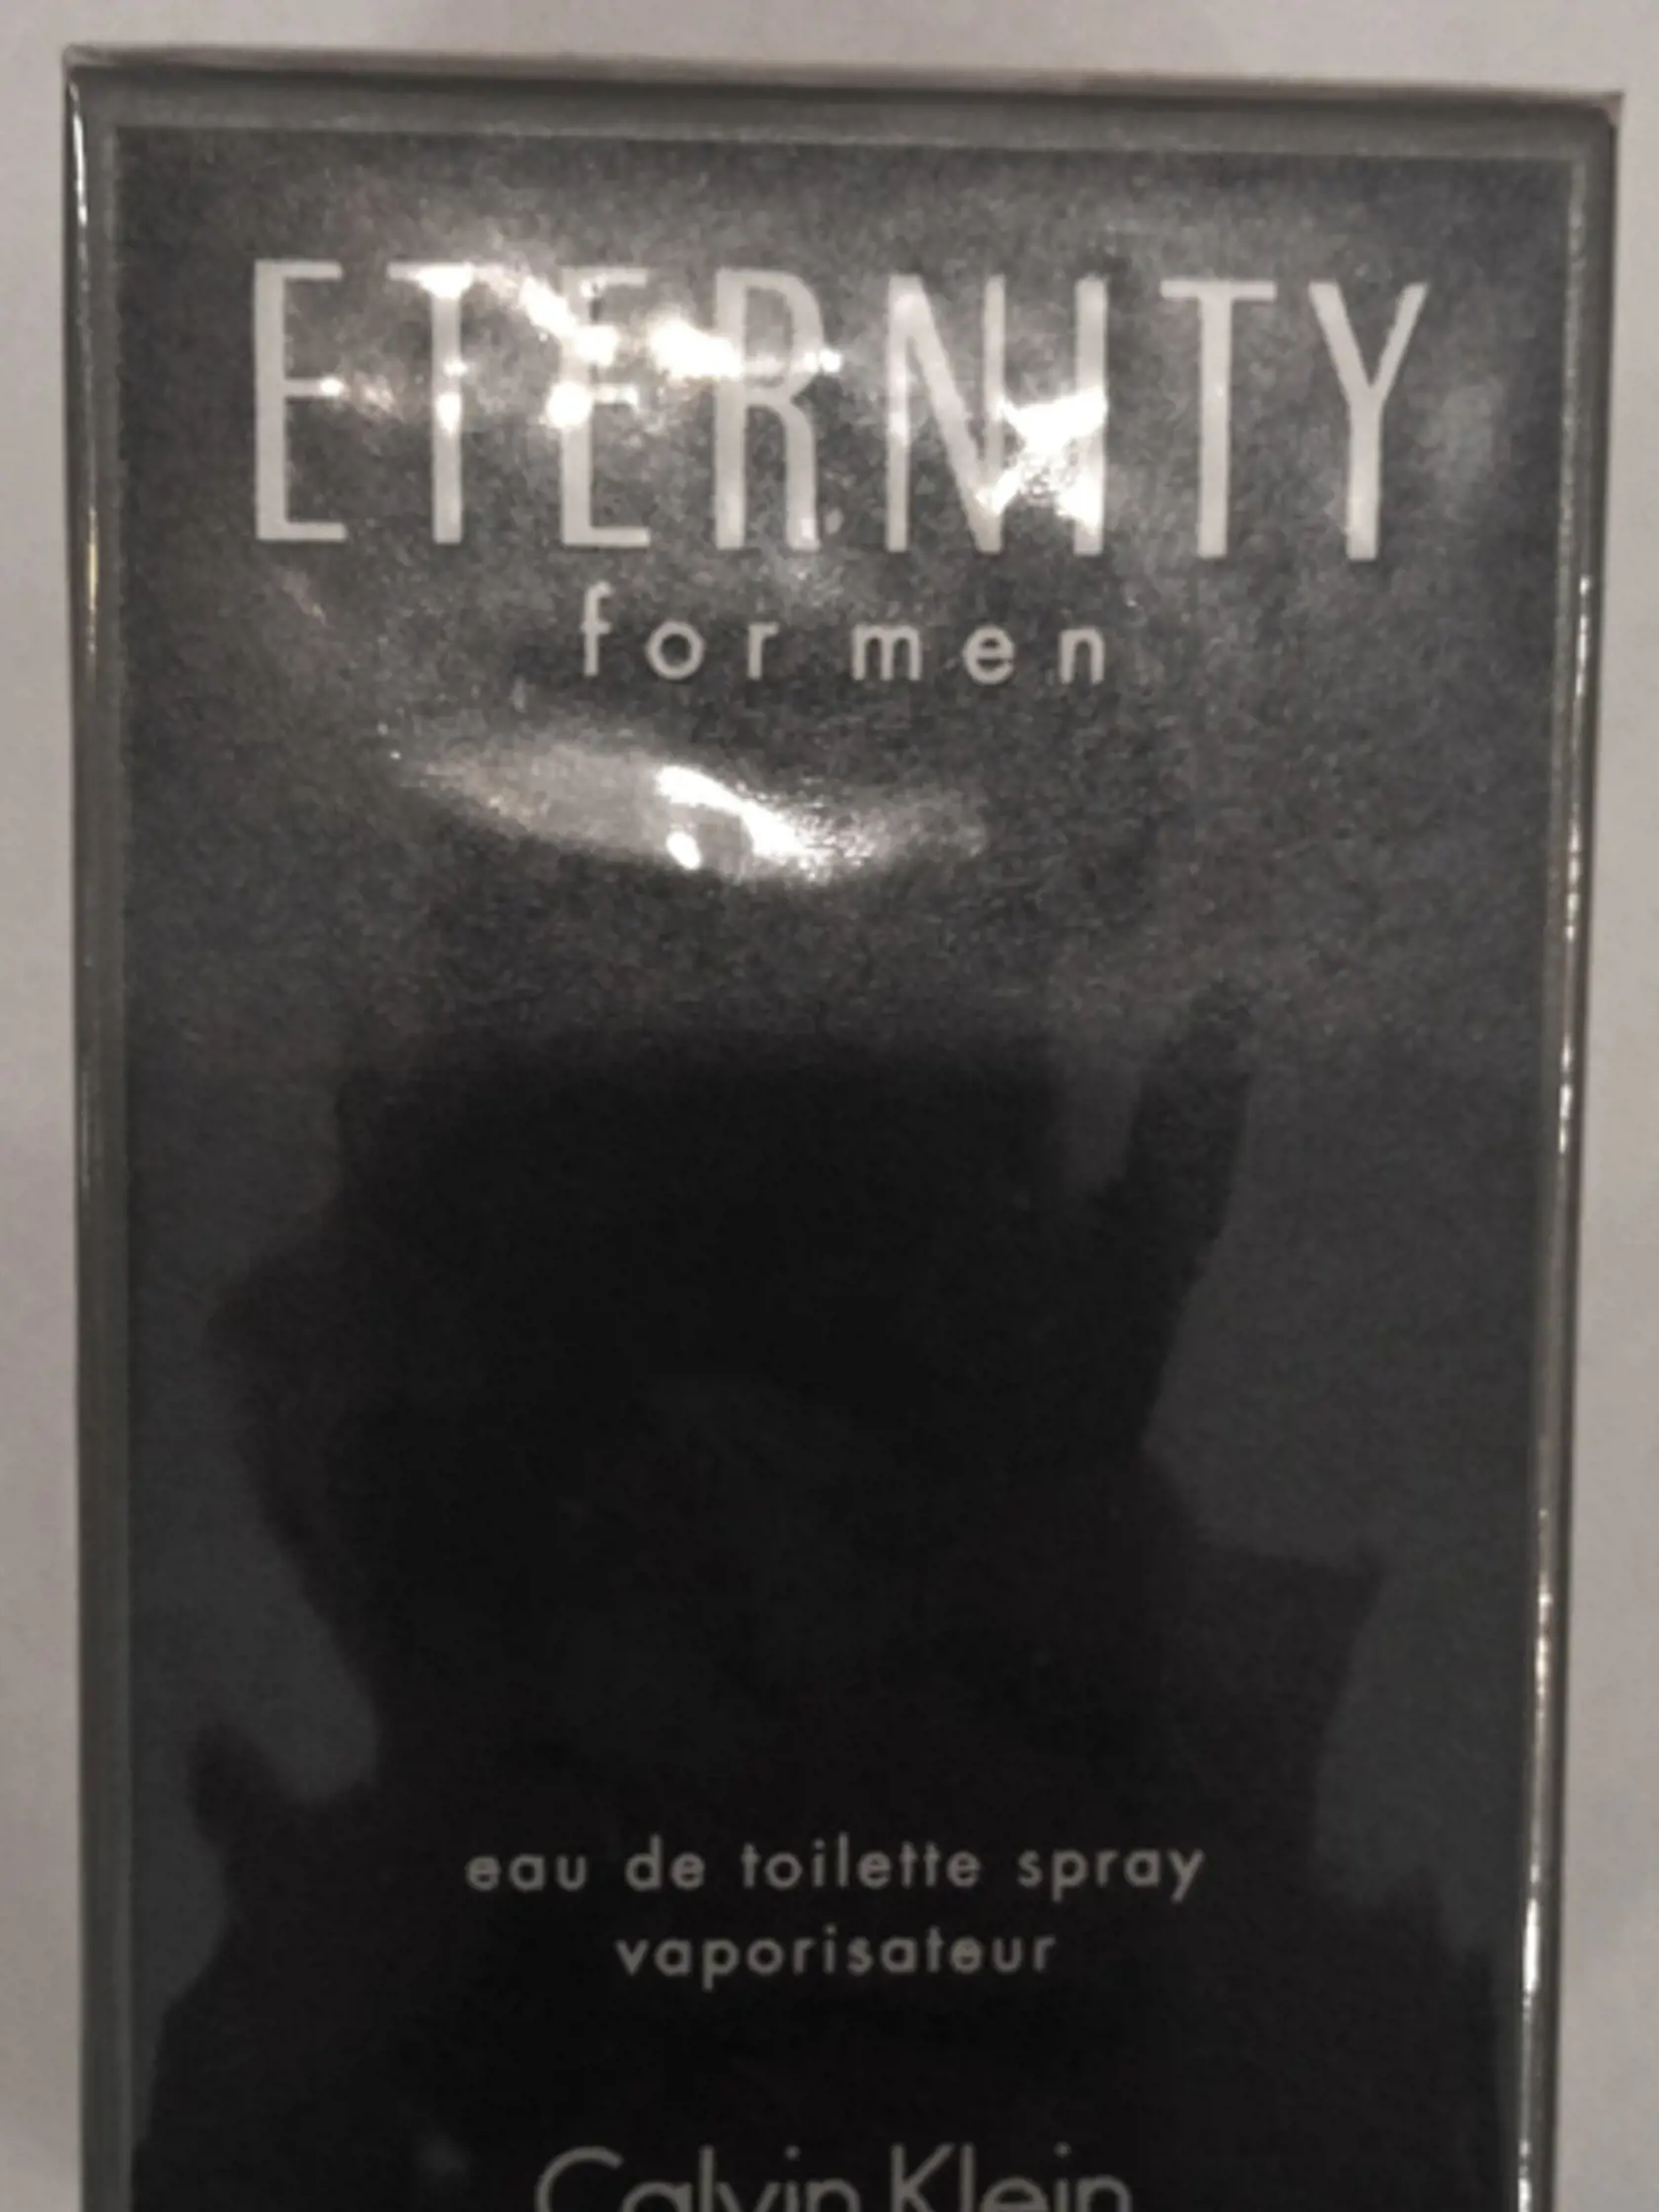 ETERNITY
for men
eau de toilette spray
vaporisateur
Calvin Klein